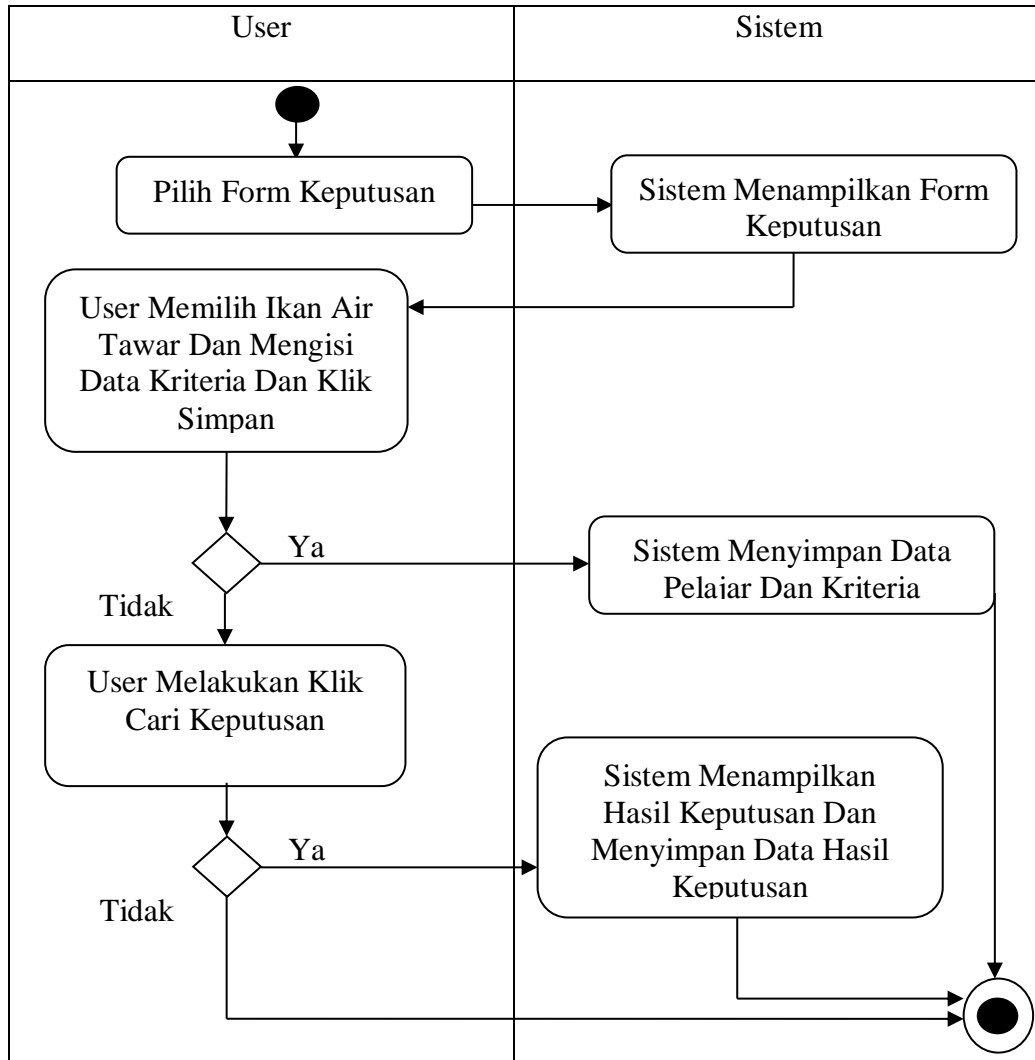 User
Sistem
Pilih Form Keputusan
Sistem Menampilkan Form
Keputusan
User Memilih Ikan Air
Tawar Dan Mengisi
Data Kriteria Dan Klik
Simpan
Ya
Sistem Menyimpan Data
Pelajar Dan Kriteria
Tidak
User Melakukan Klik
Cari Keputusan
Sistem Menampilkan
Hasil Keputusan Dan
Menyimpan Data Hasil
Keputusan
Ya
Tidak